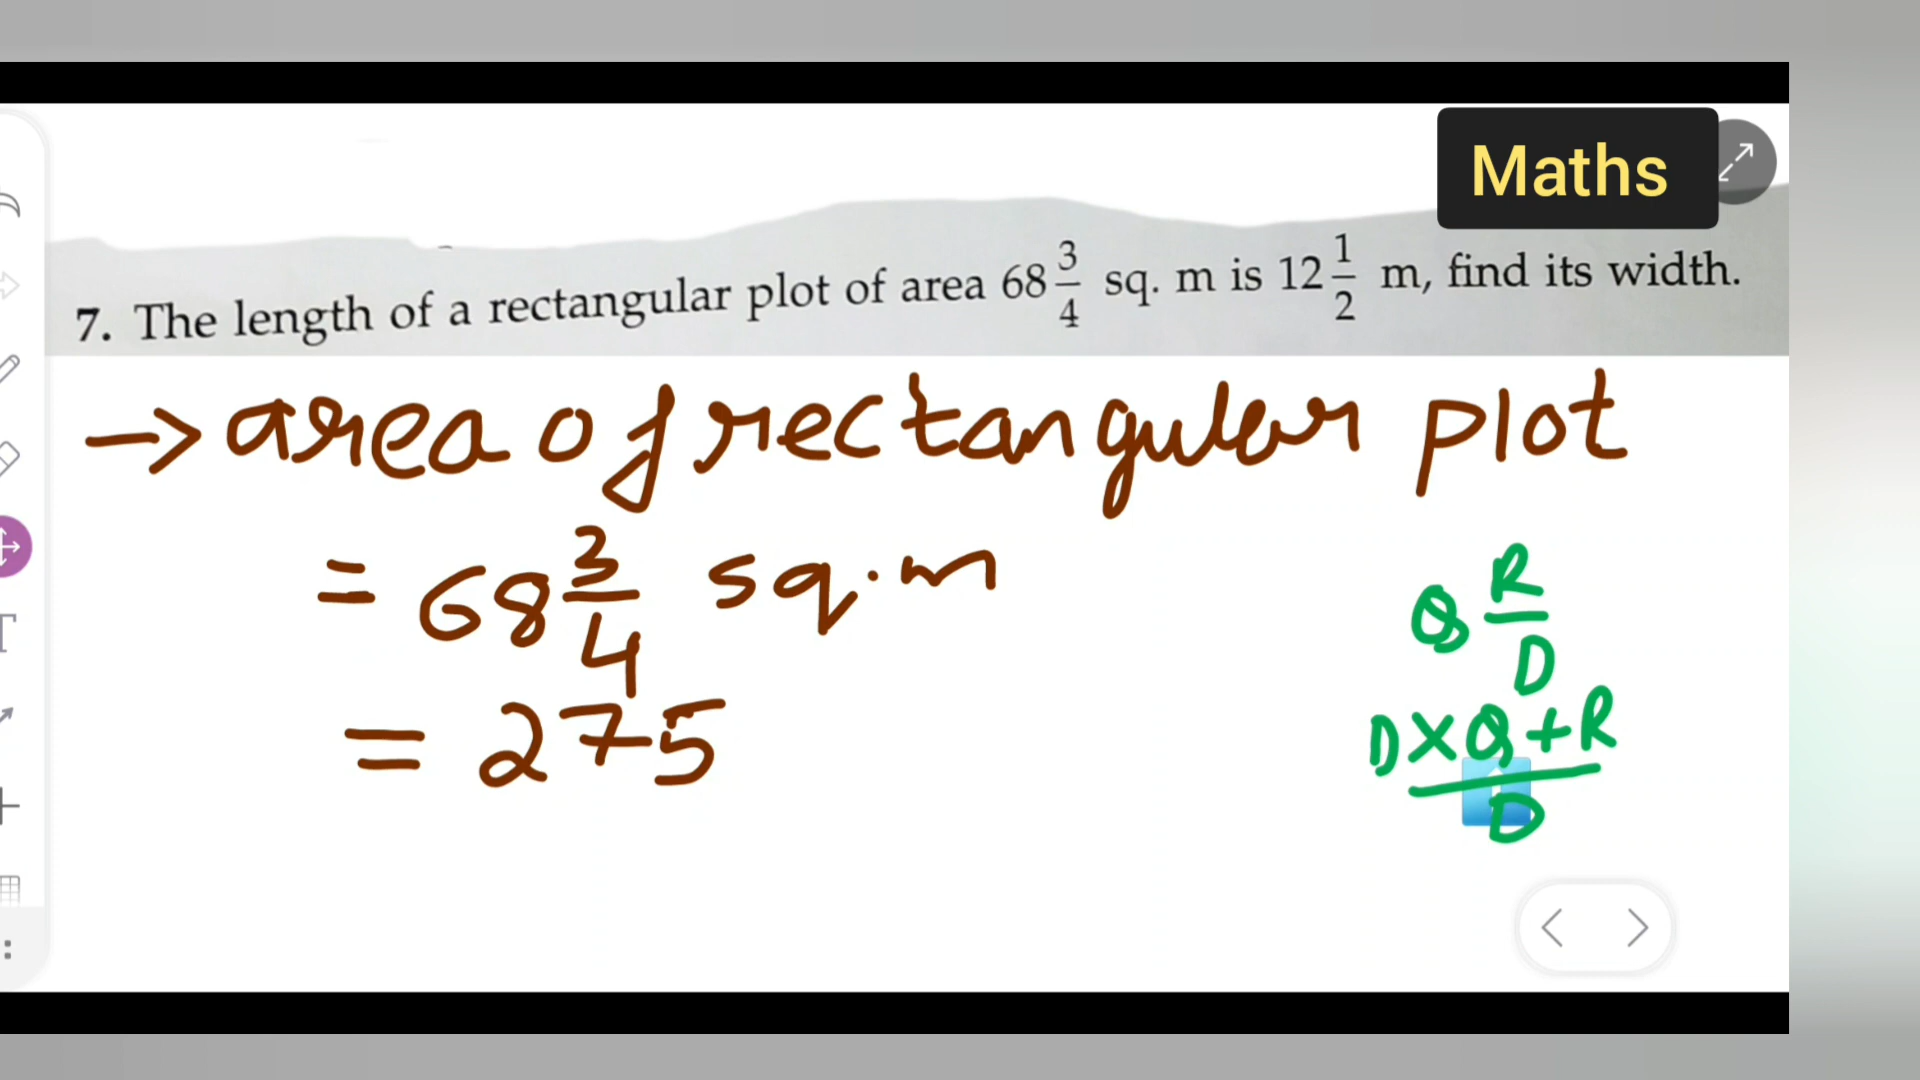 Maths
7. The length of a rectangular plot of area 68 3/4 sq. m is 12 1/2 m, find its width.
→ area of rectangular plot
= 68 3/4 sq. m
= 275
Q R/D
D×Q+R/D